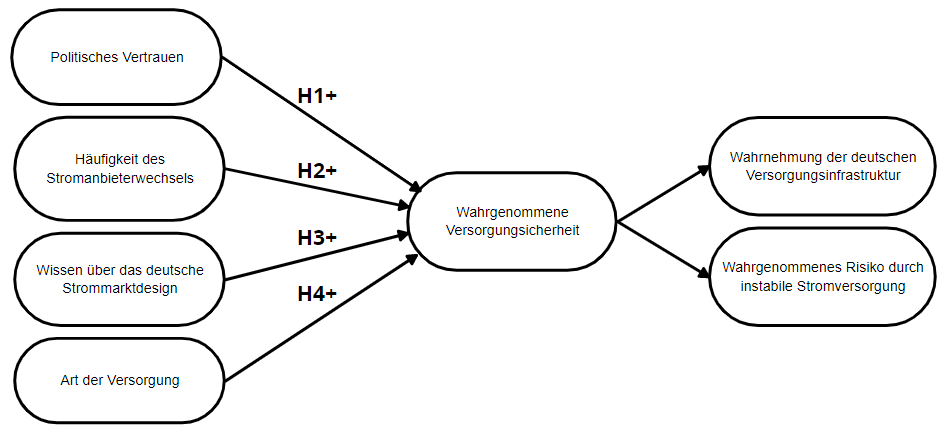 Politisches Vertrauen
H1+
Häufigkeit des
Stromanbieterwechsels
H2+
Wissen über das deutsche
Strommarktdesign
H3+
Art der Versorgung
H4+
Wahrgenommene
Versorgungsicherheit
Wahrnehmung der deutschen
Versorgungsinfrastruktur
Wahrgenommenes Risiko durch
instabile Stromversorgung